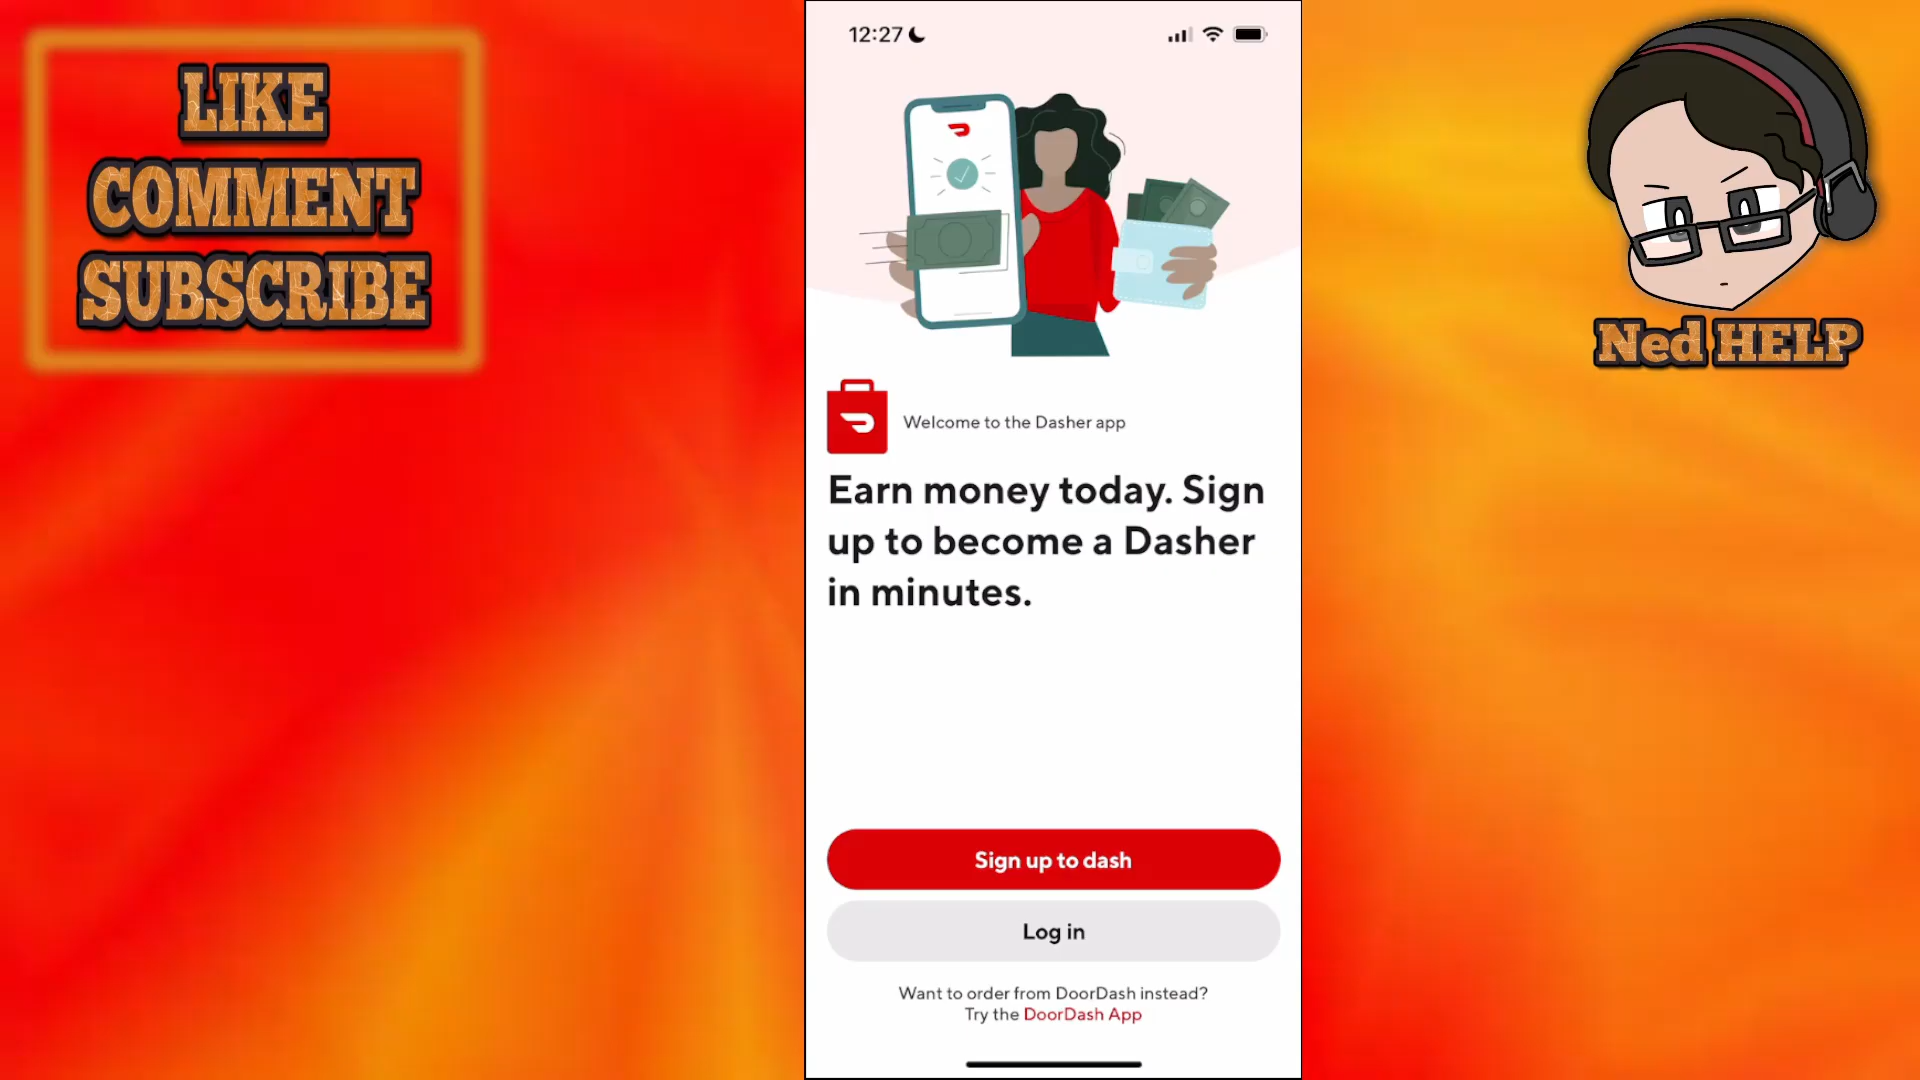 LIKE
COMMENT
SUBSCRIBE
12:27
Welcome to the Dasher app
Earn money today. Sign
up to become a Dasher
in minutes.
Sign up to dash
Log in
Want to order from DoorDash instead?
Try the DoorDash App
Ned HELP